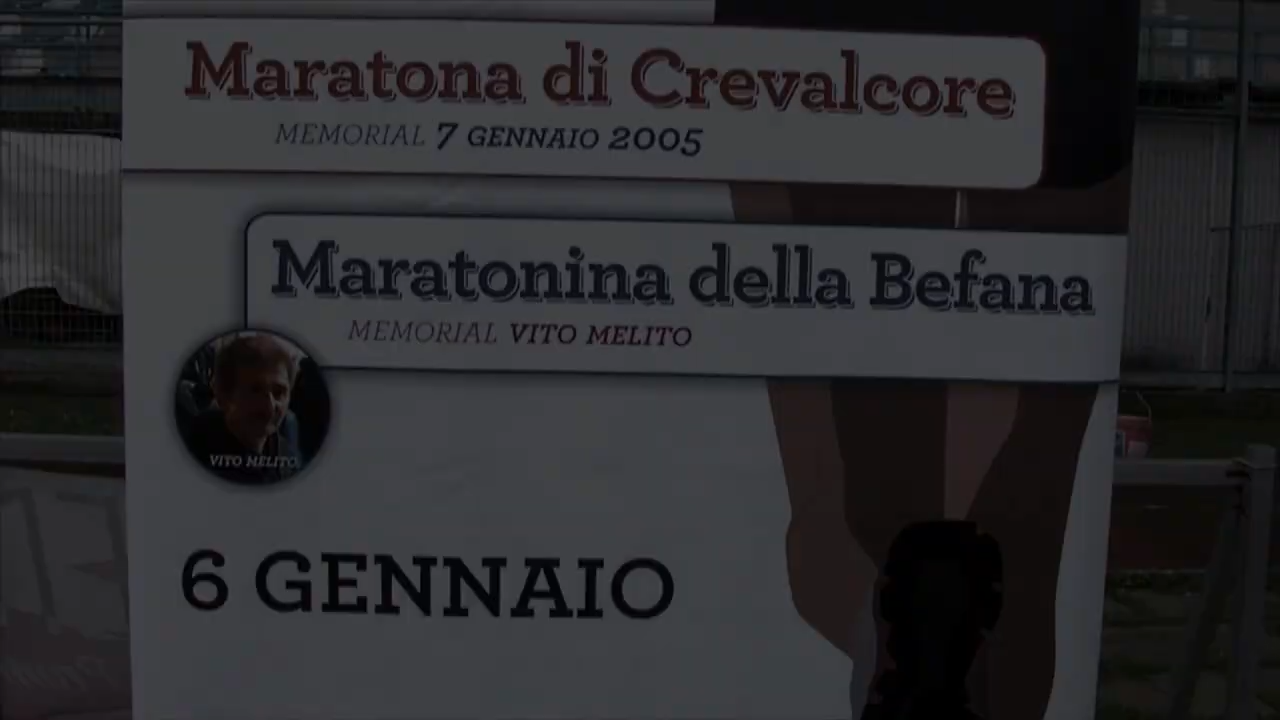 Maratona di Crevalcore
MEMORIAL 7 GENNAIO 2005
Maratonina della Befana
MEMORIAL VITO MELITO
VITO MELITO
6 GENNAIO